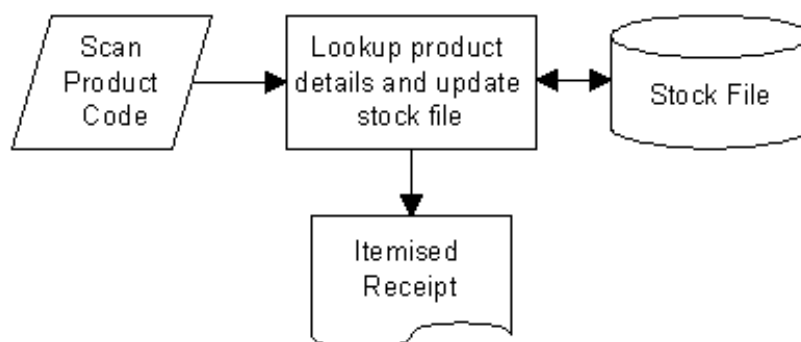 Scan
Product
Code
Lookup product
details and update
stock file
Stock File
Itemised
Receipt